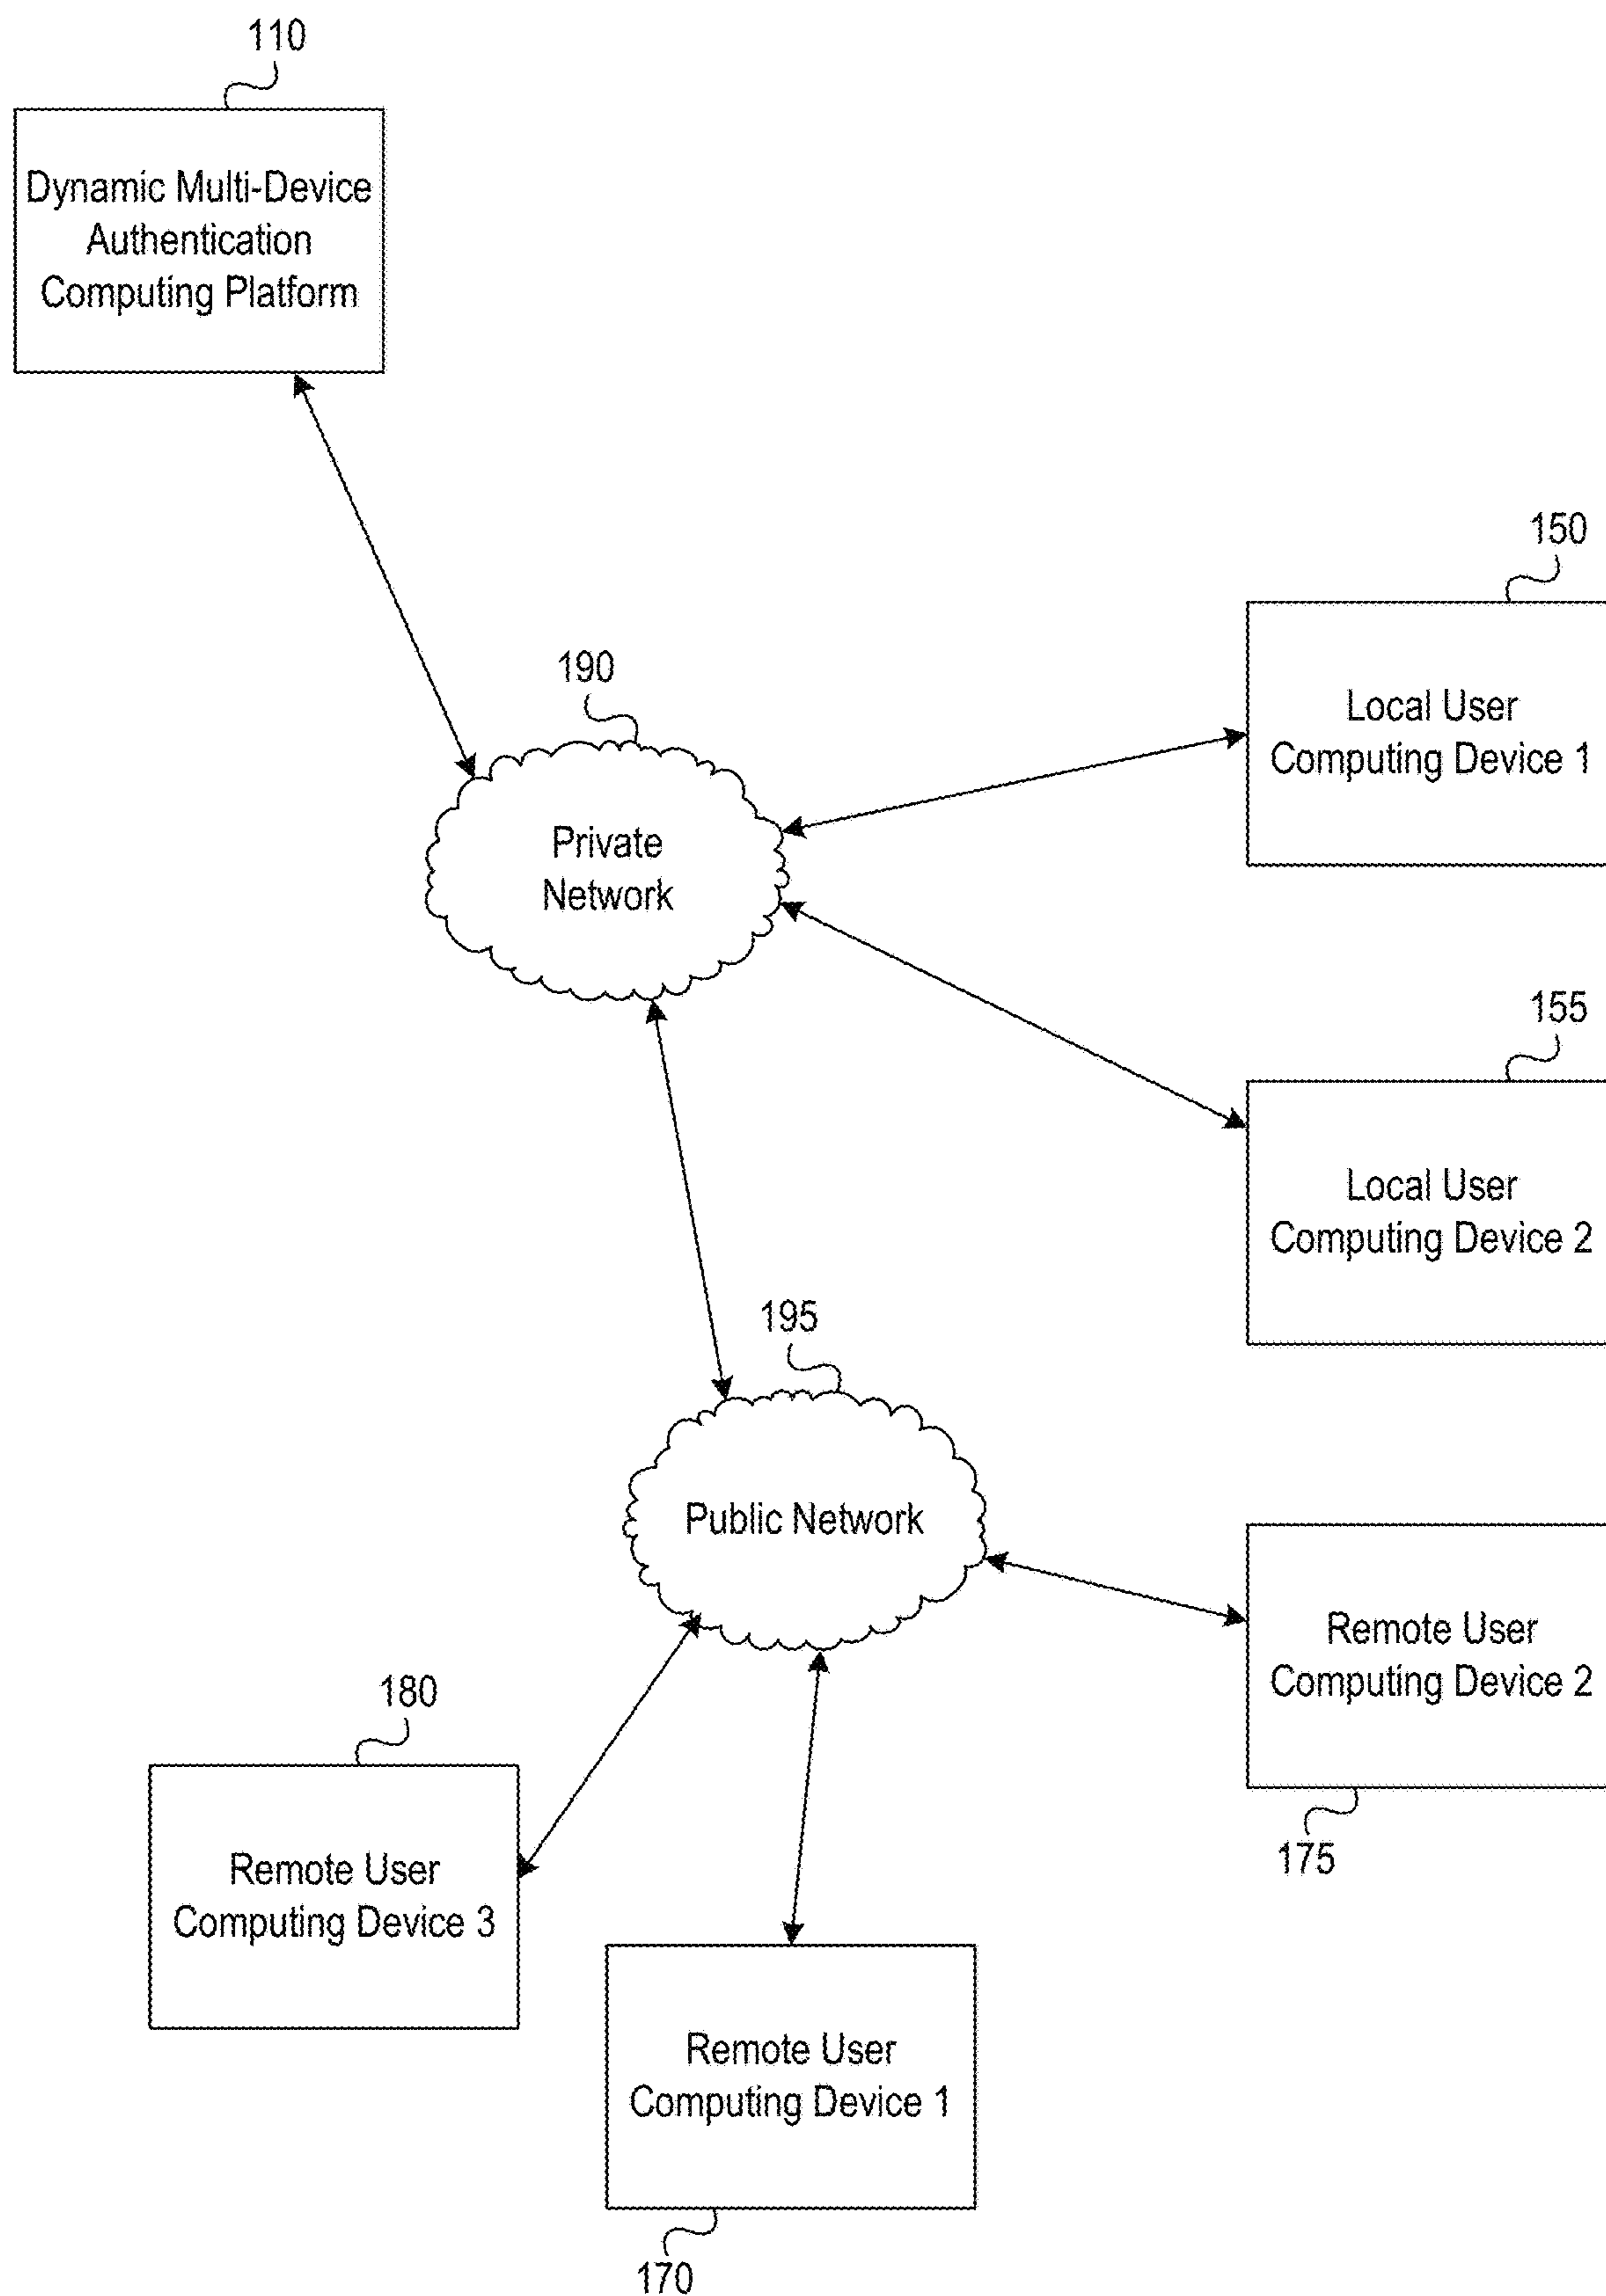 110
Dynamic Multi-Device
Authentication
Computing Platform
150
Local User
Computing Device 1
190
Private
Network
155
Local User
Computing Device 2
195
Public Network
Remote User
Computing Device 2
175
180
Remote User
Computing Device 3
Remote User
Computing Device 1
170